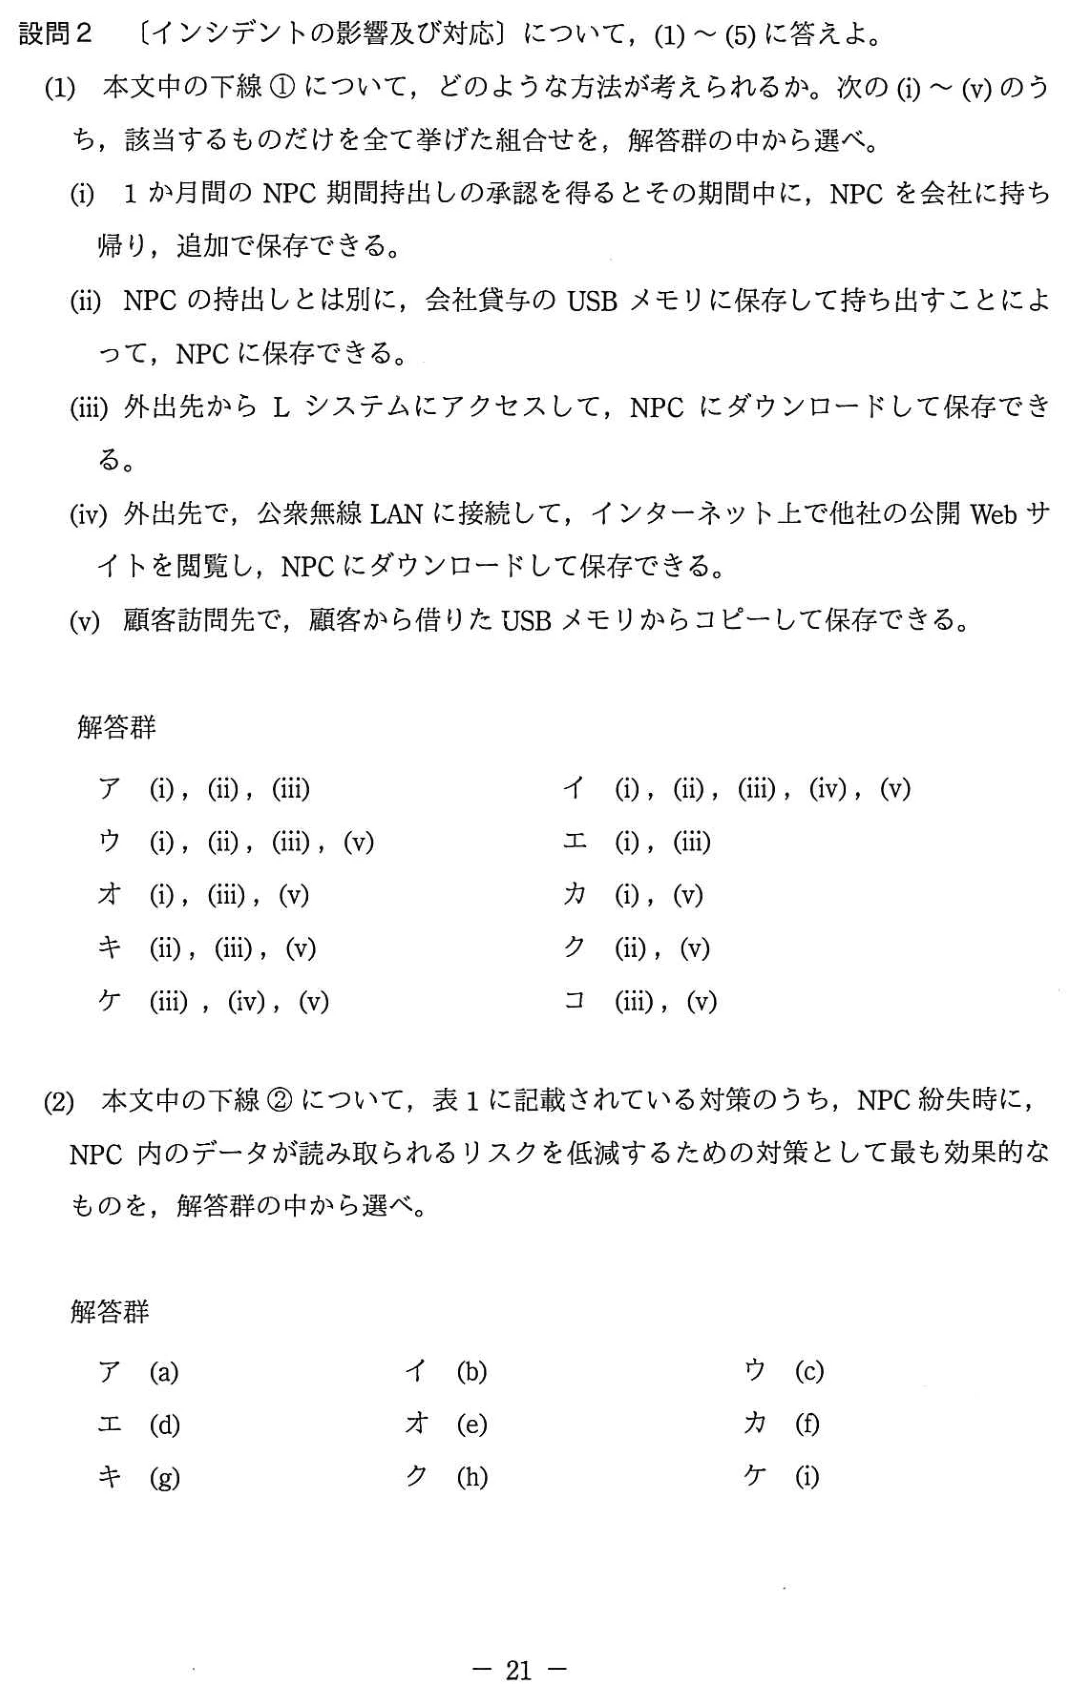 設問2 〔インシデントの影響及び対応〕について，(1)～(5)に答えよ。
(1) 本文中の下線①について，どのような方法が考えられるか。次の(i)～(v)のう
ち，該当するものだけを全て挙げた組合せを，解答群の中から選べ。
(i) 1か月間のNPC期間持出しの承認を得るとその期間中に，NPCを会社に持ち
帰り，追加で保存できる。
(ii) NPCの持出しとは別に，会社貸与のUSBメモリに保存して持ち出すことによ
って，NPCに保存できる。
(iii) 外出先からLシステムにアクセスして，NPCにダウンロードして保存でき
る。
(iv) 外出先で，公衆無線LANに接続して，インターネット上で他社の公開Webサ
イトを閲覧し，NPCにダウンロードして保存できる。
(v) 顧客訪問先で，顧客から借りたUSBメモリからコピーして保存できる。
解答群
ア (i)，(ii)，(iii) イ (i)，(ii)，(iii)，(iv)，(v)
ウ (i)，(ii)，(iii)，(v) エ (i)，(iii)
オ (i)，(iii)，(v) カ (i)，(v)
キ (ii)，(iii)，(v) ク (ii)，(v)
ケ (iii)，(iv)，(v) コ (iii)，(v)
(2) 本文中の下線②について，表1に記載されている対策のうち，NPC紛失時に，
NPC内のデータが読み取られるリスクを低減するための対策として最も効果的な
ものを，解答群の中から選べ。
解答群
ア (a) イ (b) ウ (c)
エ (d) オ (e) カ (f)
キ (g) ク (h) ケ (i)
－ 21 －